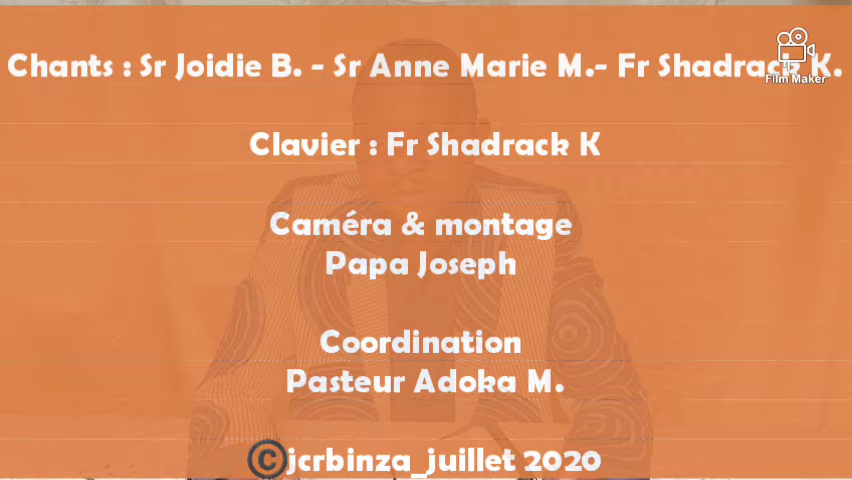 Chants : Sr Joidie B. - Sr Anne Marie M.- Fr Shadrack K.
Film Maker
Clavier : Fr Shadrack K
Caméra & montage
Papa Joseph
Coordination
Pasteur Adoka M.
©jcrbinza_juillet 2020